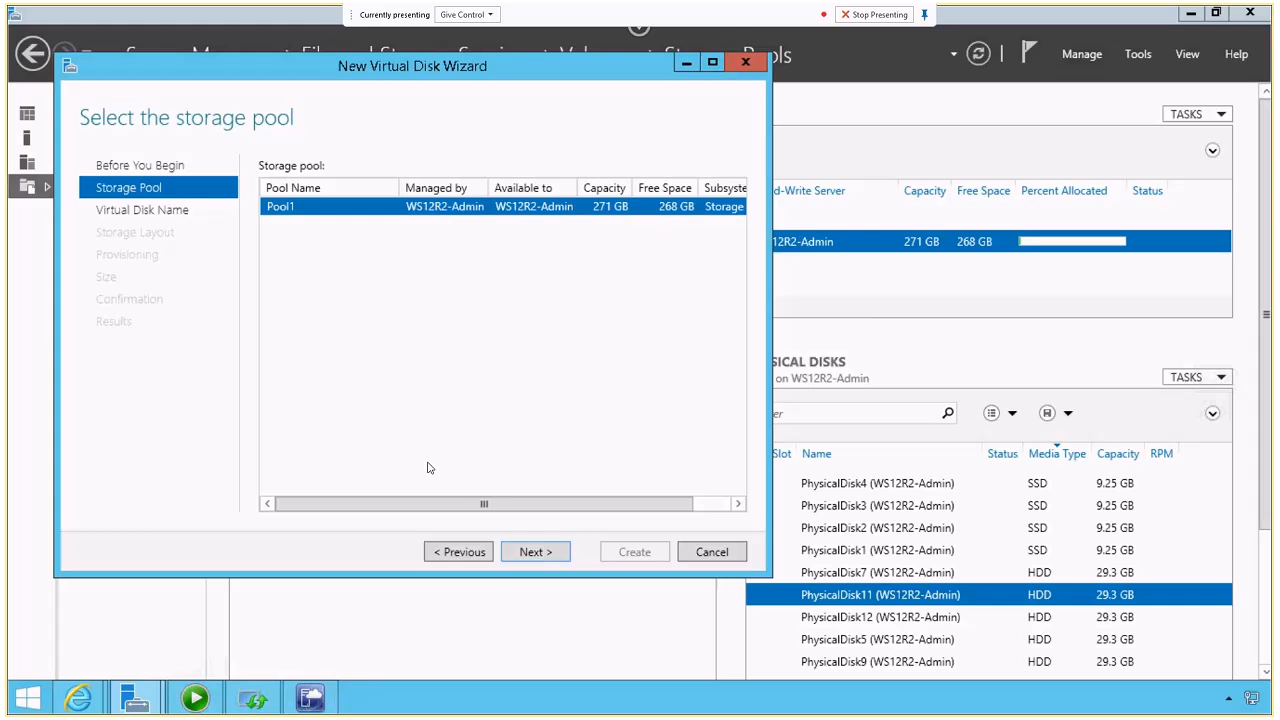 Currently presenting
Give Control
Stop Presenting
Pools
Manage
Tools
View
Help
New Virtual Disk Wizard
Select the storage pool
Before You Begin
Storage Pool
Virtual Disk Name
Storage Layout
Provisioning
Size
Confirmation
Results
Storage pool:
Pool Name Managed by Available to Capacity Free Space Subsyste
Pool1 WS12R2-Admin WS12R2-Admin 271 GB 268 GB Storage
< Previous
Next >
Create
Cancel
TASKS
d-Write Server Capacity Free Space Percent Allocated Status
12R2-Admin 271 GB 268 GB
SICAL DISKS
on WS12R2-Admin
TASKS
er
Slot Name Status Media Type Capacity RPM
PhysicalDisk4 (WS12R2-Admin) SSD 9.25 GB
PhysicalDisk3 (WS12R2-Admin) SSD 9.25 GB
PhysicalDisk2 (WS12R2-Admin) SSD 9.25 GB
PhysicalDisk1 (WS12R2-Admin) SSD 9.25 GB
PhysicalDisk7 (WS12R2-Admin) HDD 29.3 GB
PhysicalDisk11 (WS12R2-Admin) HDD 29.3 GB
PhysicalDisk12 (WS12R2-Admin) HDD 29.3 GB
PhysicalDisk5 (WS12R2-Admin) HDD 29.3 GB
PhysicalDisk9 (WS12R2-Admin) HDD 29.3 GB